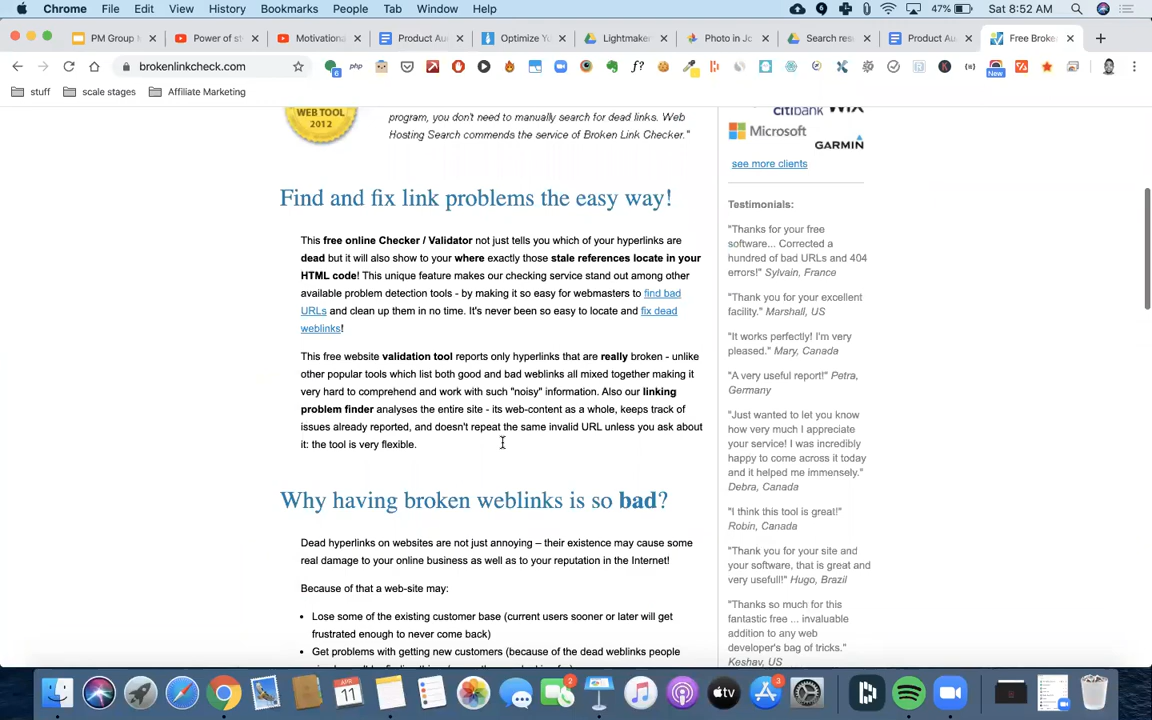 Chrome File Edit View History Bookmarks People Tab Window Help 47% Sat 8:52 AM
PM Group M Power of st Motivationa Product Au Optimize Yo Lightmaker Photo in Jo Search res Product Au Free Broke
brokenlinkcheck.com
6 php f? New
stuff scale stages Affiliate Marketing
WEB TOOL
2012
program, you don't need to manually search for dead links. Web
Hosting Search commends the service of Broken Link Checker."
Find and fix link problems the easy way!
This free online Checker / Validator not just tells you which of your hyperlinks are
dead but it will also show to your where exactly those stale references locate in your
HTML code! This unique feature makes our checking service stand out among other
available problem detection tools - by making it so easy for webmasters to find bad
URLs and clean up them in no time. It's never been so easy to locate and fix dead
weblinks!
This free website validation tool reports only hyperlinks that are really broken - unlike
other popular tools which list both good and bad weblinks all mixed together making it
very hard to comprehend and work with such "noisy" information. Also our linking
problem finder analyses the entire site - its web-content as a whole, keeps track of
issues already reported, and doesn't repeat the same invalid URL unless you ask about
it: the tool is very flexible.
Why having broken weblinks is so bad?
Dead hyperlinks on websites are not just annoying – their existence may cause some
real damage to your online business as well as to your reputation in the Internet!
Because of that a web-site may:
• Lose some of the existing customer base (current users sooner or later will get
frustrated enough to never come back)
• Get problems with getting new customers (because of the dead weblinks people
citibank WIX
Microsoft
GARMIN
see more clients
Testimonials:
"Thanks for your free
software... Corrected a
hundred of bad URLs and 404
errors!" Sylvain, France
"Thank you for your excellent
facility." Marshall, US
"It works perfectly! I'm very
pleased." Mary, Canada
"A very useful report!" Petra,
Germany
"Just wanted to let you know
how very much I appreciate
your service! I was incredibly
happy to come across it today
and it helped me immensely."
Debra, Canada
"I think this tool is great!"
Robin, Canada
"Thank you for your site and
your software, that is great and
very usefull!" Hugo, Brazil
"Thanks so much for this
fantastic free ... invaluable
addition to any web
developer's bag of tricks."
Keshav, US
APR
11
2
tv
3